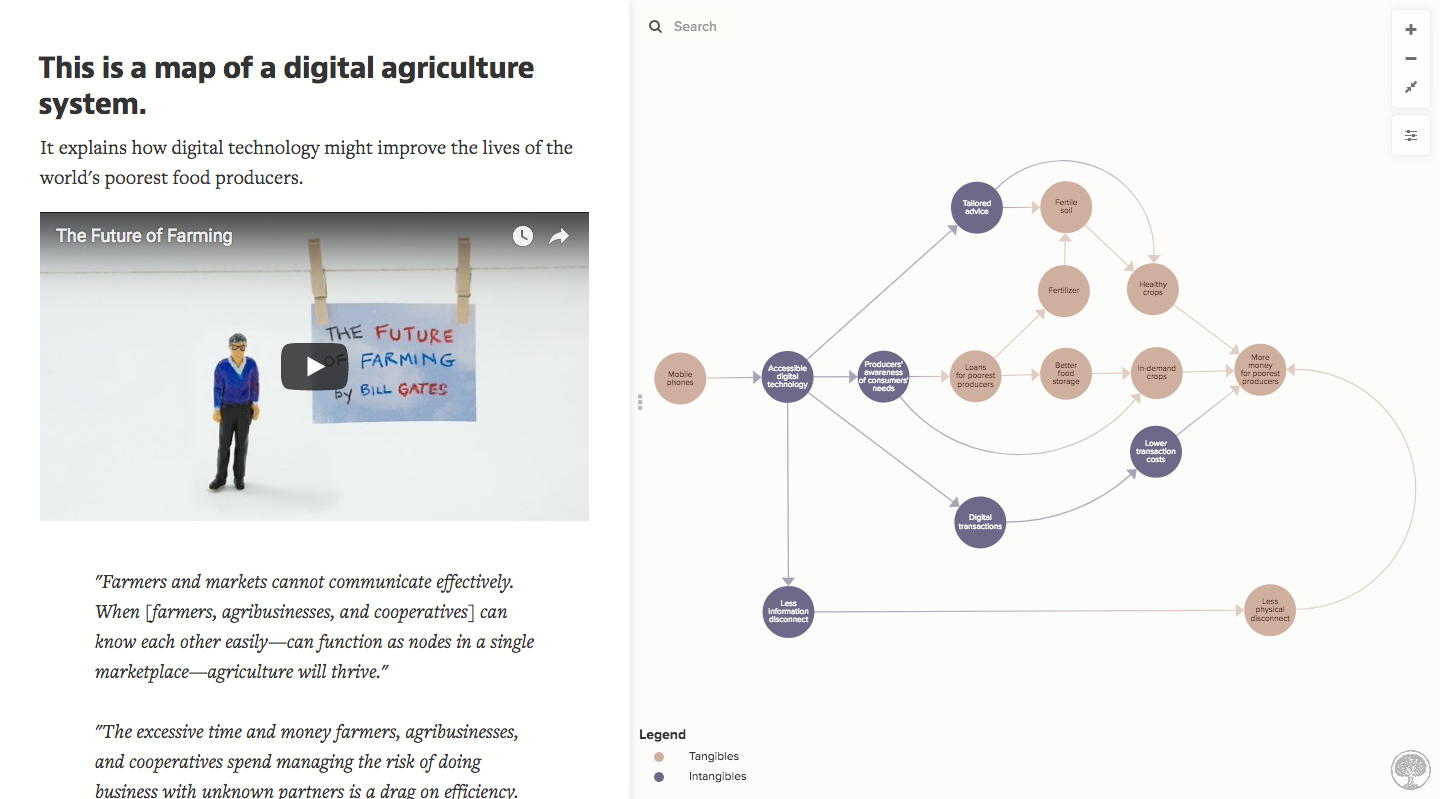 This is a map of a digital agriculture
system.
It explains how digital technology might improve the lives of the
world's poorest food producers.
The Future of Farming
THE FUTURE
OF FARMING
by BILL GATES
"Farmers and markets cannot communicate effectively.
When [farmers, agribusinesses, and cooperatives] can
know each other easily—can function as nodes in a single
marketplace—agriculture will thrive."
"The excessive time and money farmers, agribusinesses,
and cooperatives spend managing the risk of doing
business with unknown partners is a drag on efficiency.
Search
Tailored
advice
Fertile
soil
Fertilizer
Healthy
crops
Mobile
phones
Accessible
digital
technology
Producers'
awareness
of consumers'
needs
Loans
for poorest
producers
Better
food
storage
In-demand
crops
More
money
for poorest
producers
Lower
transaction
costs
Digital
transactions
Less
information
disconnect
Less
physical
disconnect
Legend
Tangibles
Intangibles